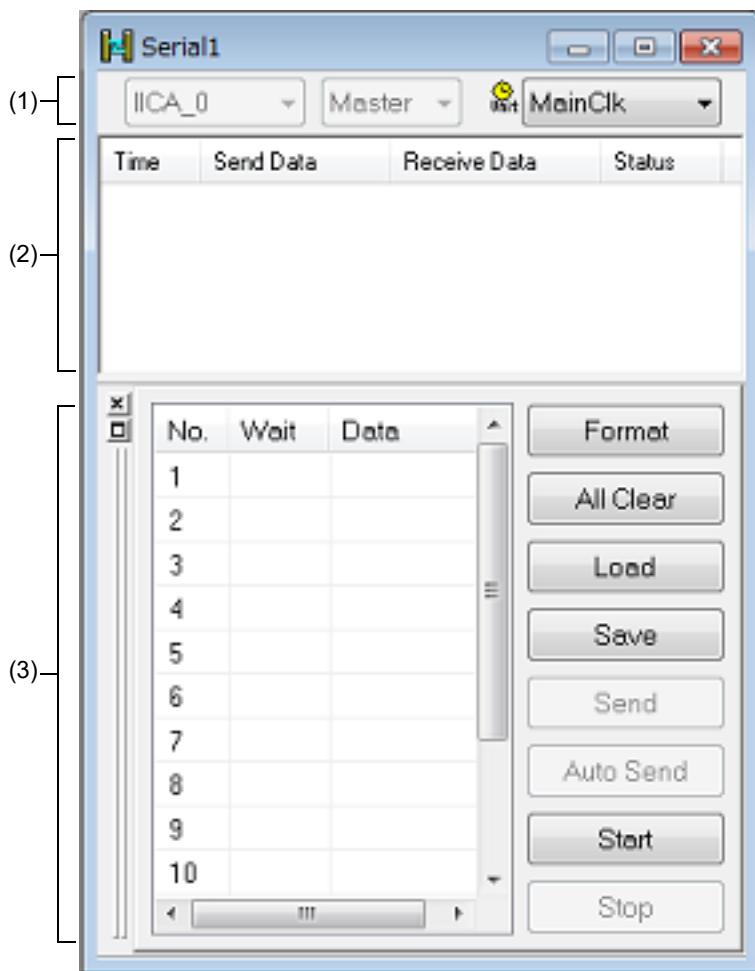 Serial1
(1)
IICA_0
Master
Wait
MainClk
(2)
Time Send Data Receive Data Status
(3)
No. Wait Data
1
2
3
4
5
6
7
8
9
10
Format
All Clear
Load
Save
Send
Auto Send
Start
Stop